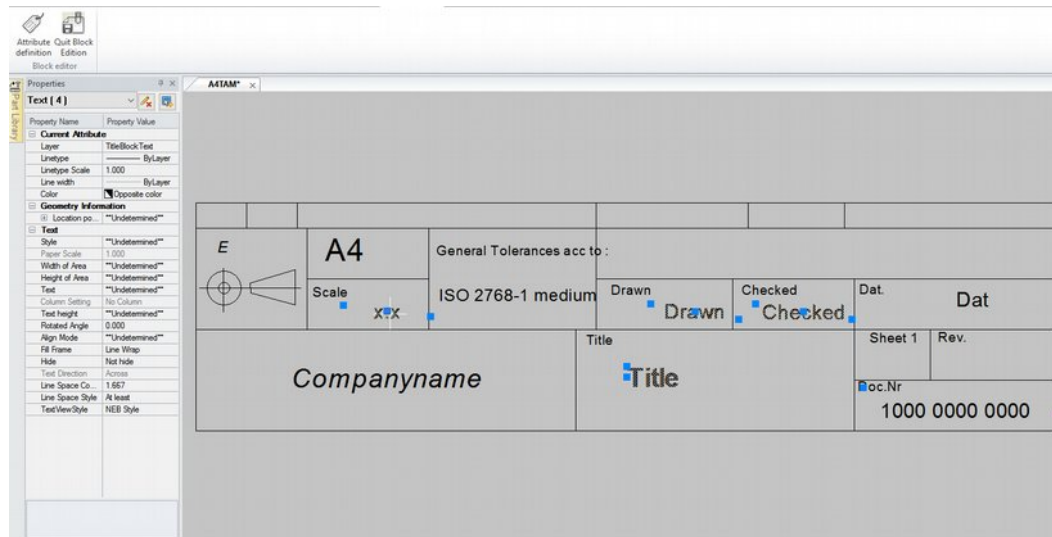 Attribute definition
Quit Block Edition
Block editor
Part Library
Properties
Text ( 4 )
Property Name Property Value
Current Attribute
Layer TitleBlockText
Linetype ByLayer
Linetype Scale 1.000
Line width ByLayer
Color Opposite color
Geometry Information
Location po... **Undetermined**
Text
Style **Undetermined**
Paper Scale 1.000
Width of Area **Undetermined**
Height of Area **Undetermined**
Text **Undetermined**
Column Setting No Column
Text height **Undetermined**
Rotated Angle 0.000
Align Mode **Undetermined**
Fill Frame Line Wrap
Hide Not hide
Text Direction Across
Line Space Co... 1.667
Line Space Style At least
TextViewStyle NEB Style
A4TAM*
E
A4
General Tolerances acc to :
Scale
x:x
ISO 2768-1 medium
Drawn
Drawn
Checked
Checked
Dat.
Dat
Companyname
Title
Title
Sheet 1
Rev.
Doc.Nr
1000 0000 0000